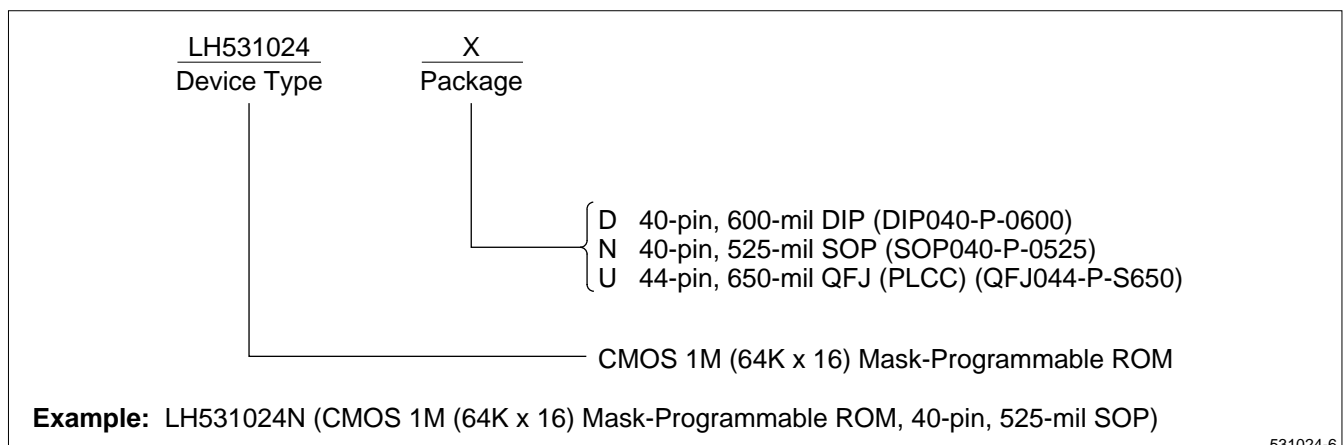 LH531024 X
Device Type Package
D 40-pin, 600-mil DIP (DIP040-P-0600)
N 40-pin, 525-mil SOP (SOP040-P-0525)
U 44-pin, 650-mil QFJ (PLCC) (QFJ044-P-S650)
CMOS 1M (64K x 16) Mask-Programmable ROM
Example: LH531024N (CMOS 1M (64K x 16) Mask-Programmable ROM, 40-pin, 525-mil SOP)
531024-6